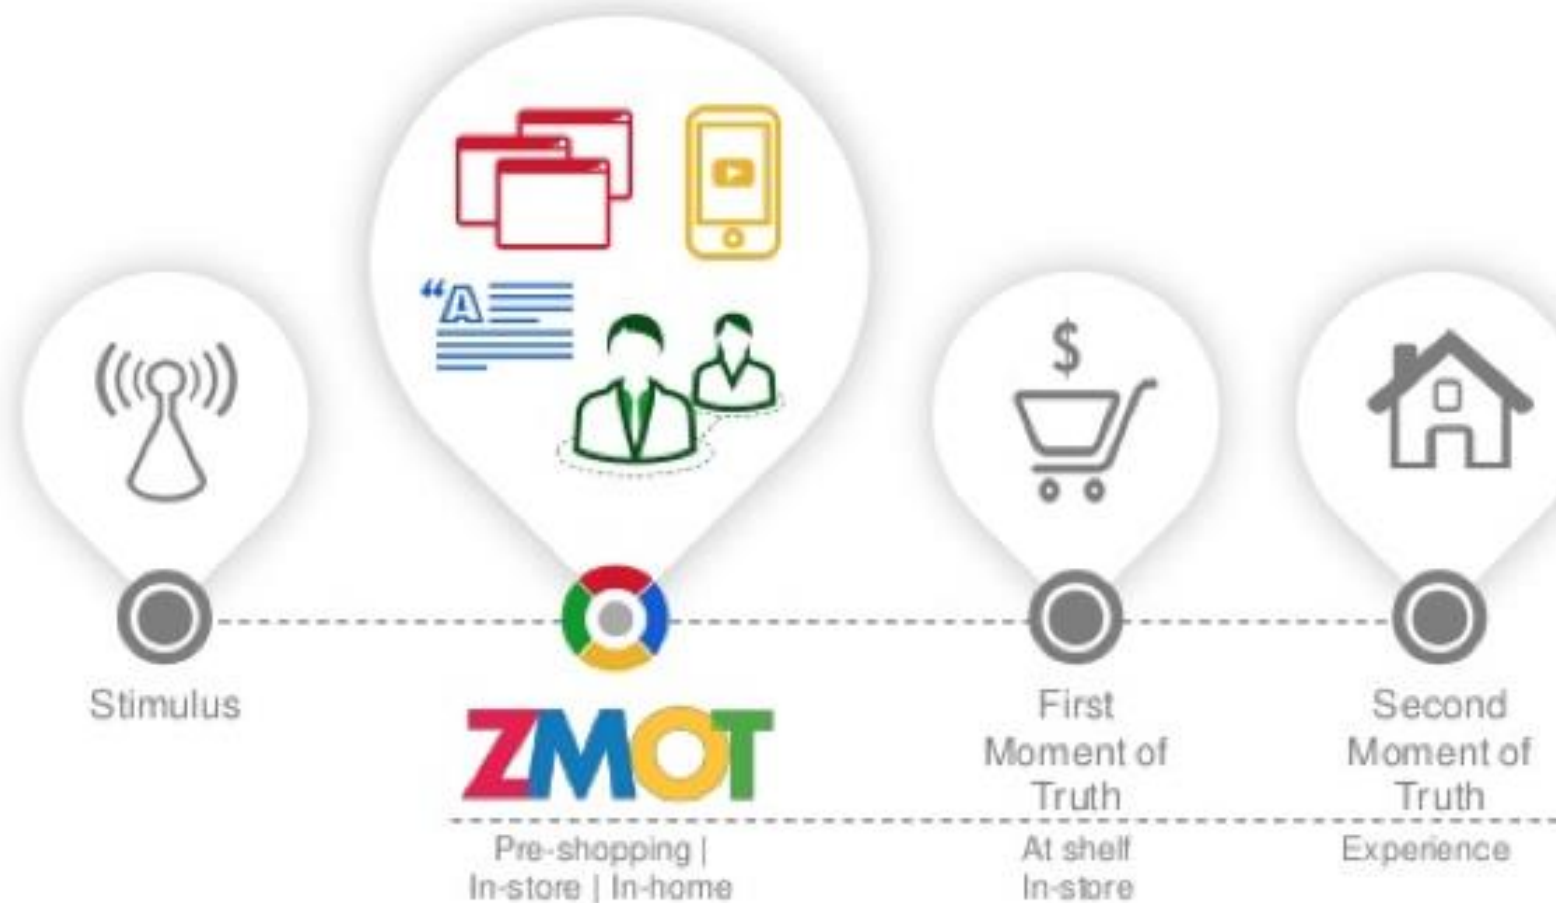 $
“A
Stimulus
ZMOT
Pre-shopping |
In-store | In-home
First
Moment of
Truth
At shelf
In-store
Second
Moment of
Truth
Experience